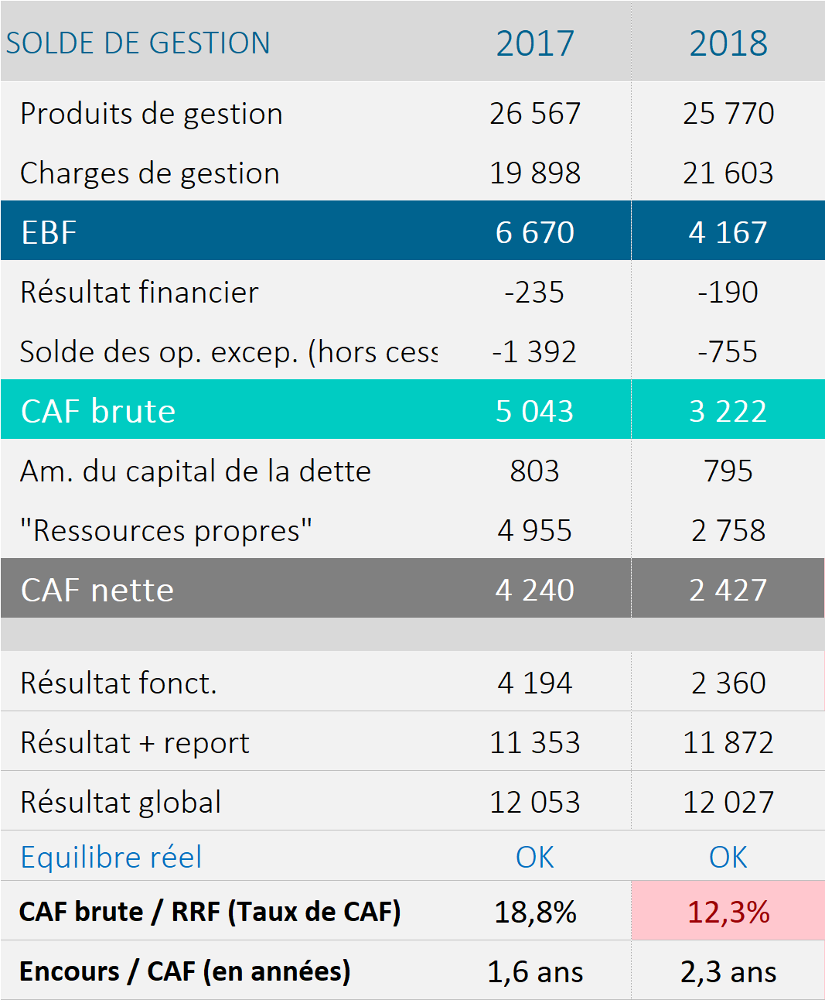 SOLDE DE GESTION 2017 2018
Produits de gestion 26 567 25 770
Charges de gestion 19 898 21 603
EBF 6 670 4 167
Résultat financier -235 -190
Solde des op. excep. (hors cess -1 392 -755
CAF brute 5 043 3 222
Am. du capital de la dette 803 795
"Ressources propres" 4 955 2 758
CAF nette 4 240 2 427
Résultat fonct. 4 194 2 360
Résultat + report 11 353 11 872
Résultat global 12 053 12 027
Equilibre réel OK OK
CAF brute / RRF (Taux de CAF) 18,8% 12,3%
Encours / CAF (en années) 1,6 ans 2,3 ans